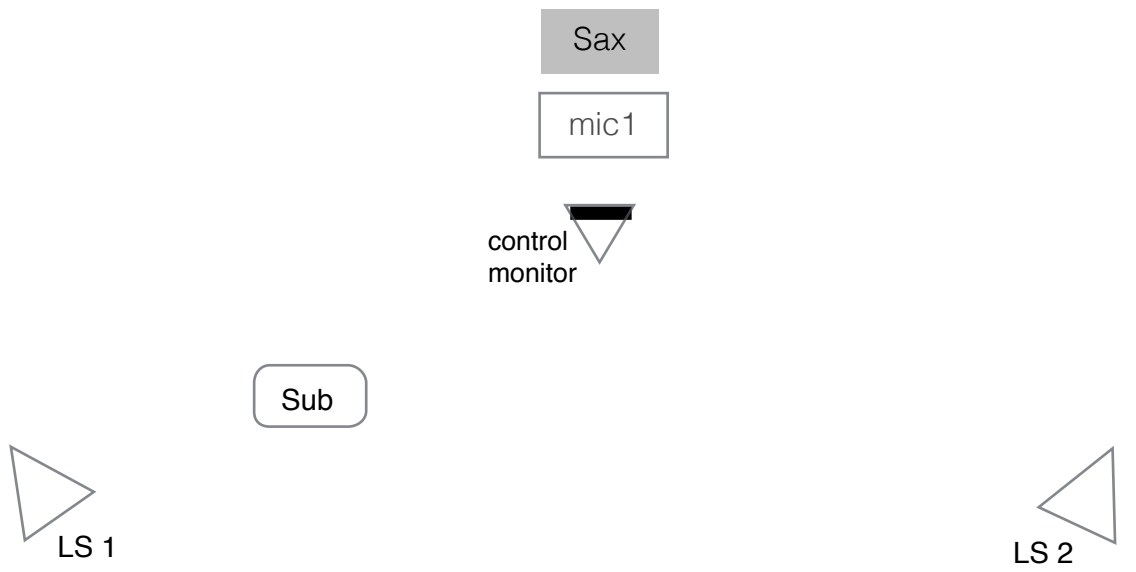 Sax
mic1
control
monitor
Sub
LS 1
LS 2